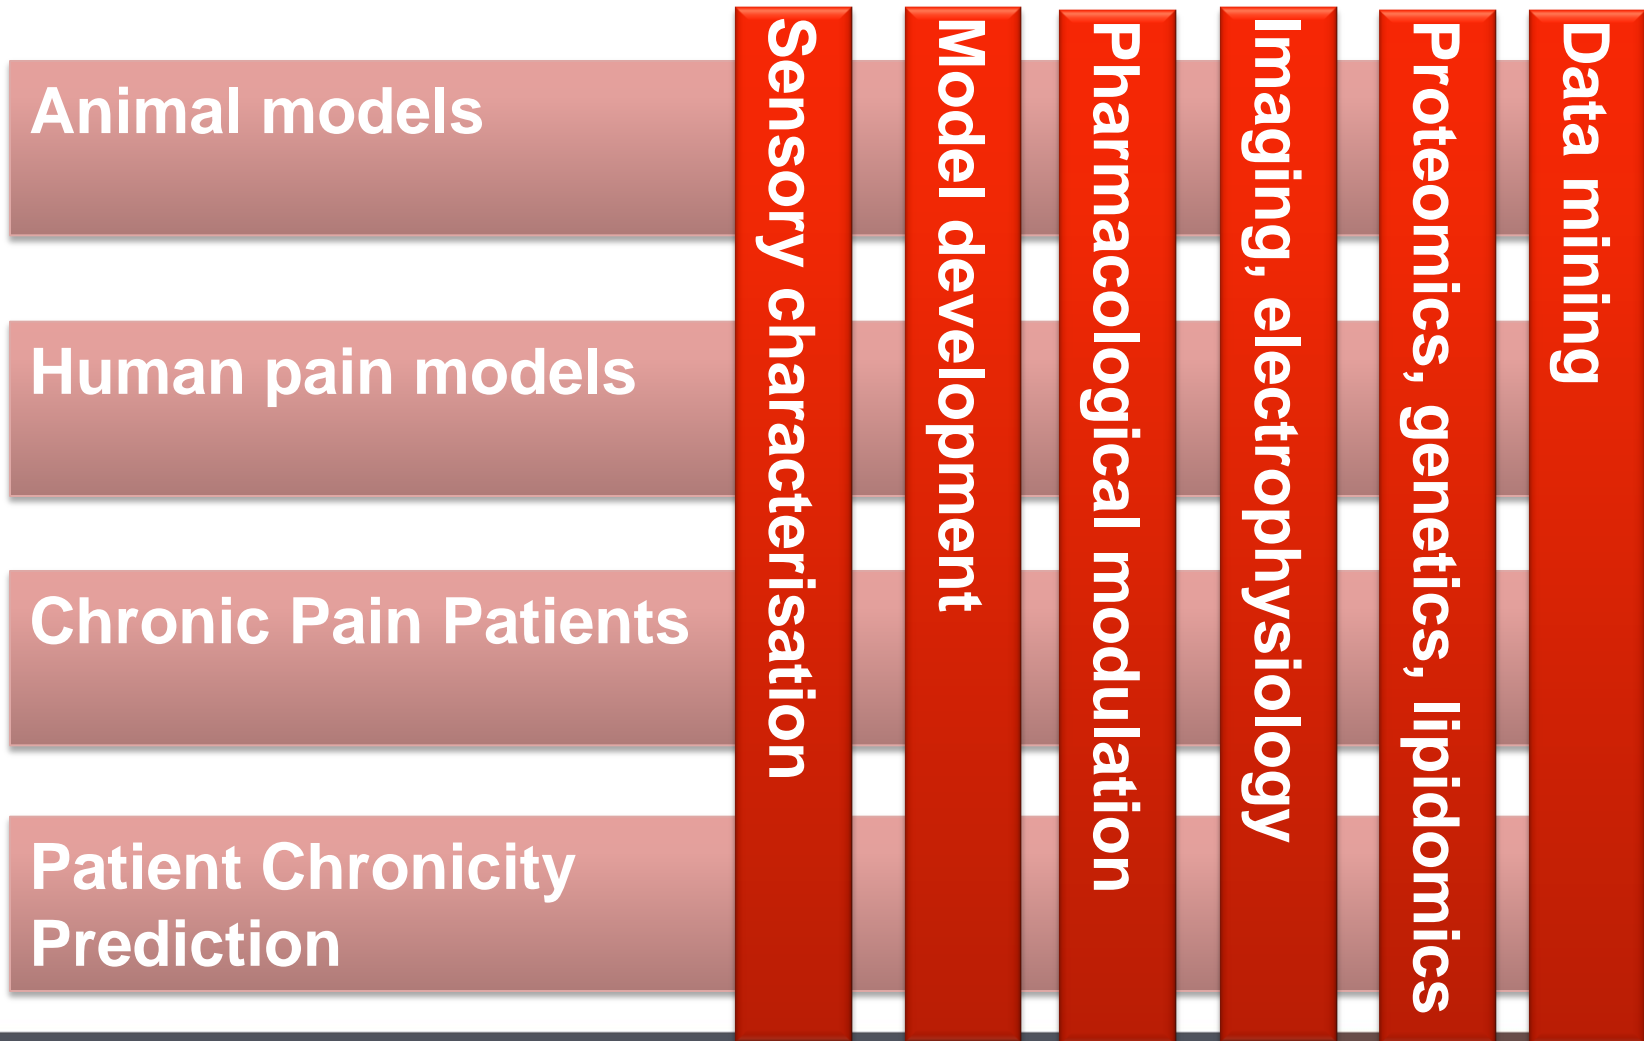 Animal models
Human pain models
Chronic Pain Patients
Patient Chronicity
Prediction
Sensory characterisation
Model development
Pharmacological modulation
Imaging, electrophysiology
Proteomics, genetics, lipidomics
Data mining